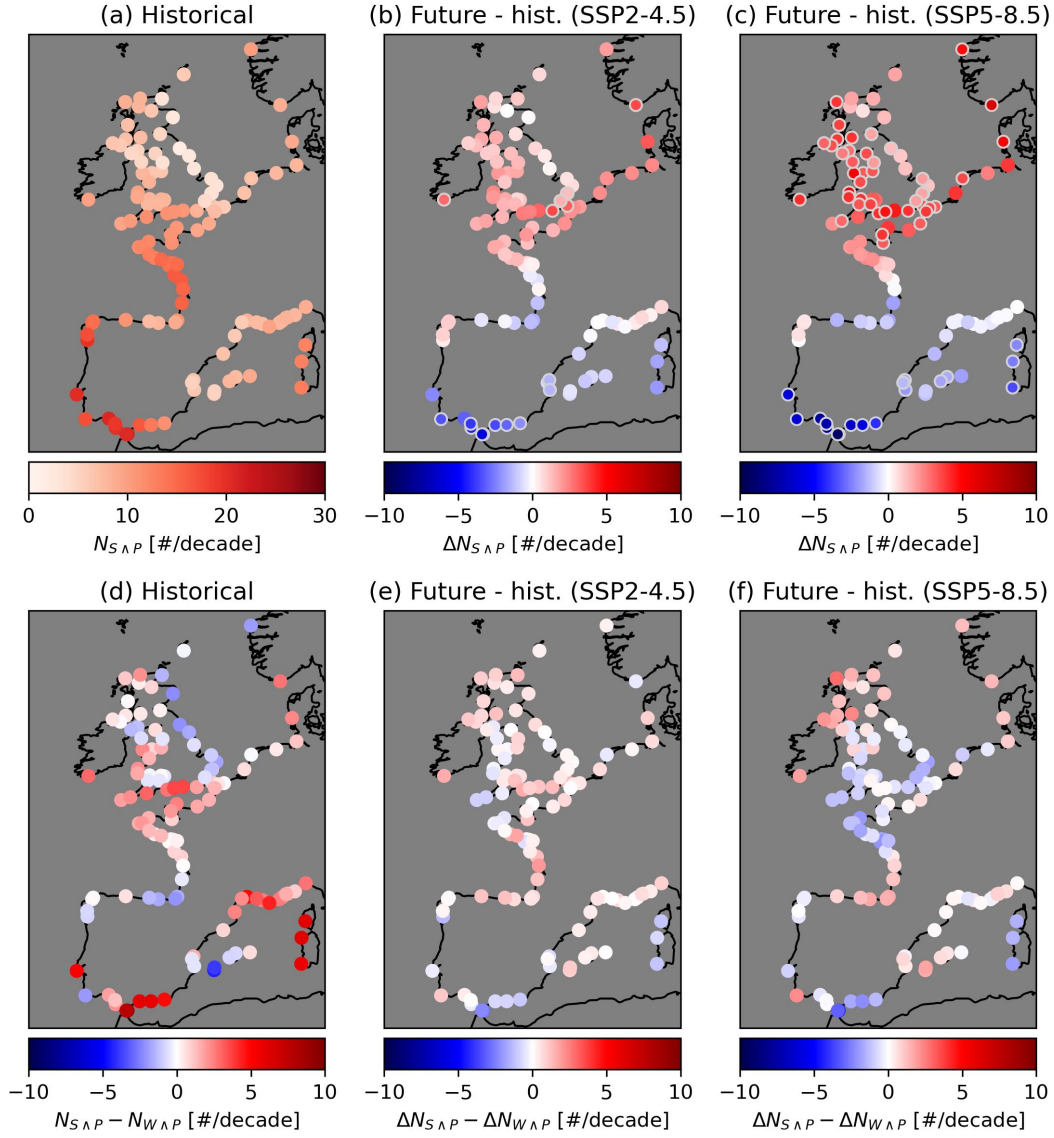 (a) Historical
(b) Future - hist. (SSP2-4.5)
(c) Future - hist. (SSP5-8.5)
0 10 20 30
−10 −5 0 5 10
−10 −5 0 5 10
N_{S∧P} [#/decade]
ΔN_{S∧P} [#/decade]
ΔN_{S∧P} [#/decade]
(d) Historical
(e) Future - hist. (SSP2-4.5)
(f) Future - hist. (SSP5-8.5)
−10 −5 0 5 10
−10 −5 0 5 10
−10 −5 0 5 10
N_{S∧P} − N_{W∧P} [#/decade]
ΔN_{S∧P} − ΔN_{W∧P} [#/decade]
ΔN_{S∧P} − ΔN_{W∧P} [#/decade]